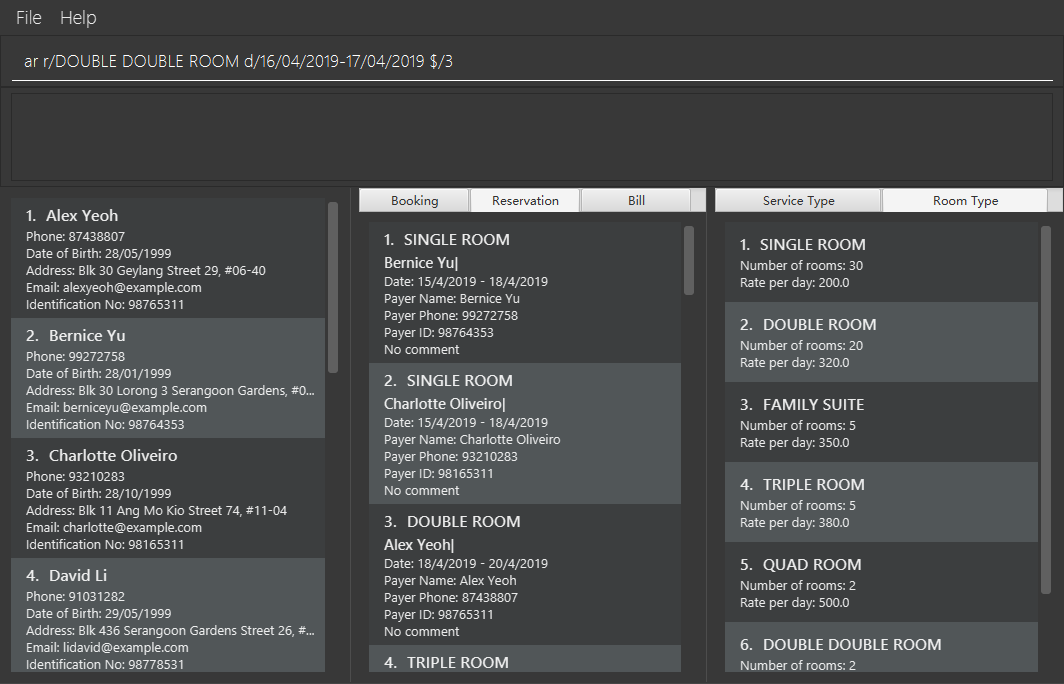 File Help
ar r/DOUBLE DOUBLE ROOM d/16/04/2019-17/04/2019 $/3
1. Alex Yeoh
Phone: 87438807
Date of Birth: 28/05/1999
Address: Blk 30 Geylang Street 29, #06-40
Email: alexyeoh@example.com
Identification No: 98765311
2. Bernice Yu
Phone: 99272758
Date of Birth: 28/01/1999
Address: Blk 30 Lorong 3 Serangoon Gardens, #0...
Email: berniceyu@example.com
Identification No: 98764353
3. Charlotte Oliveiro
Phone: 93210283
Date of Birth: 28/10/1999
Address: Blk 11 Ang Mo Kio Street 74, #11-04
Email: charlotte@example.com
Identification No: 98165311
4. David Li
Phone: 91031282
Date of Birth: 29/05/1999
Address: Blk 436 Serangoon Gardens Street 26, #...
Email: lidavid@example.com
Identification No: 98778531
Booking Reservation Bill
1. SINGLE ROOM
Bernice Yu|
Date: 15/4/2019 - 18/4/2019
Payer Name: Bernice Yu
Payer Phone: 99272758
Payer ID: 98764353
No comment
2. SINGLE ROOM
Charlotte Oliveiro|
Date: 15/4/2019 - 18/4/2019
Payer Name: Charlotte Oliveiro
Payer Phone: 93210283
Payer ID: 98165311
No comment
3. DOUBLE ROOM
Alex Yeoh|
Date: 18/4/2019 - 20/4/2019
Payer Name: Alex Yeoh
Payer Phone: 87438807
Payer ID: 98765311
No comment
4. TRIPLE ROOM
Service Type Room Type
1. SINGLE ROOM
Number of rooms: 30
Rate per day: 200.0
2. DOUBLE ROOM
Number of rooms: 20
Rate per day: 320.0
3. FAMILY SUITE
Number of rooms: 5
Rate per day: 350.0
4. TRIPLE ROOM
Number of rooms: 5
Rate per day: 380.0
5. QUAD ROOM
Number of rooms: 2
Rate per day: 500.0
6. DOUBLE DOUBLE ROOM
Number of rooms: 2